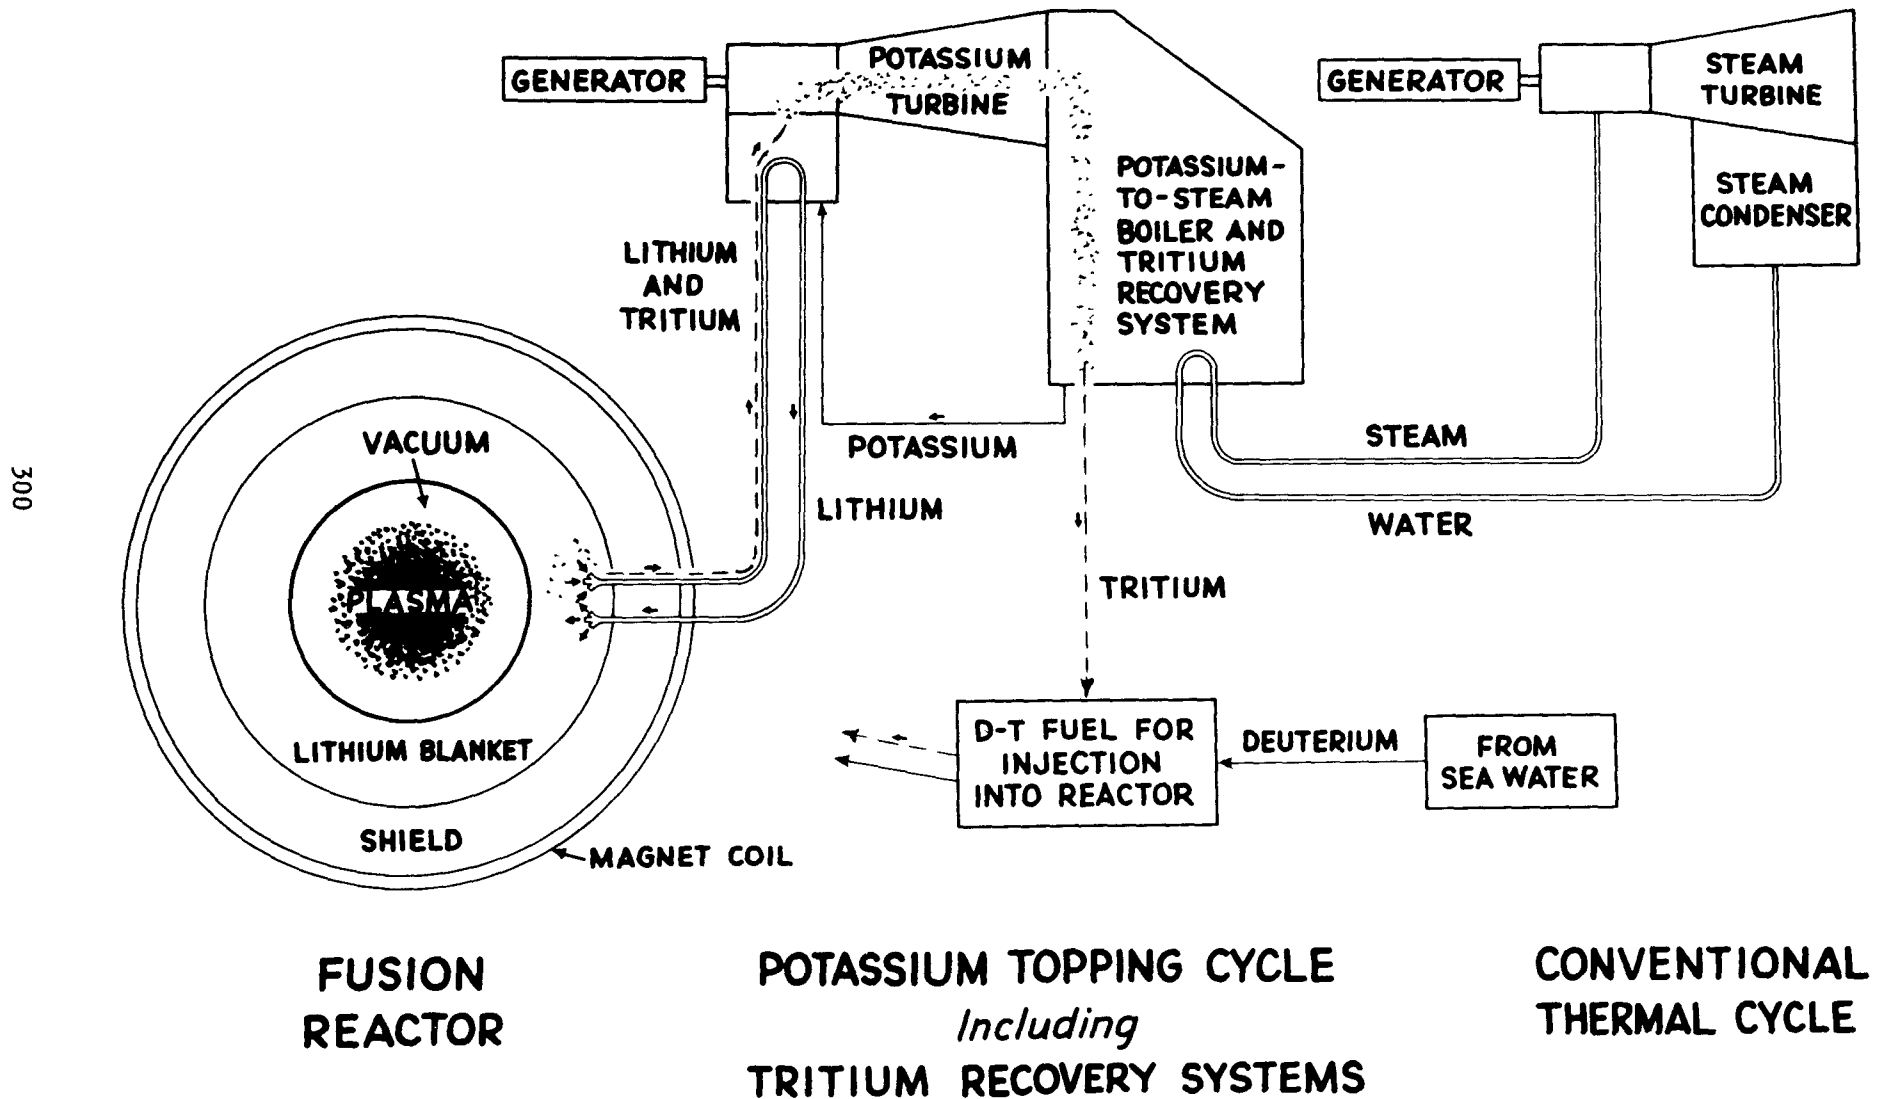 GENERATOR
POTASSIUM
TURBINE
GENERATOR
STEAM
TURBINE
STEAM
CONDENSER
POTASSIUM-
TO-STEAM
BOILER AND
TRITIUM
RECOVERY
SYSTEM
LITHIUM
AND
TRITIUM
POTASSIUM
LITHIUM
STEAM
WATER
TRITIUM
VACUUM
PLASMA
LITHIUM BLANKET
SHIELD
MAGNET COIL
D-T FUEL FOR
INJECTION
INTO REACTOR
DEUTERIUM
FROM
SEA WATER
300
FUSION
REACTOR
POTASSIUM TOPPING CYCLE
Including
TRITIUM RECOVERY SYSTEMS
CONVENTIONAL
THERMAL CYCLE